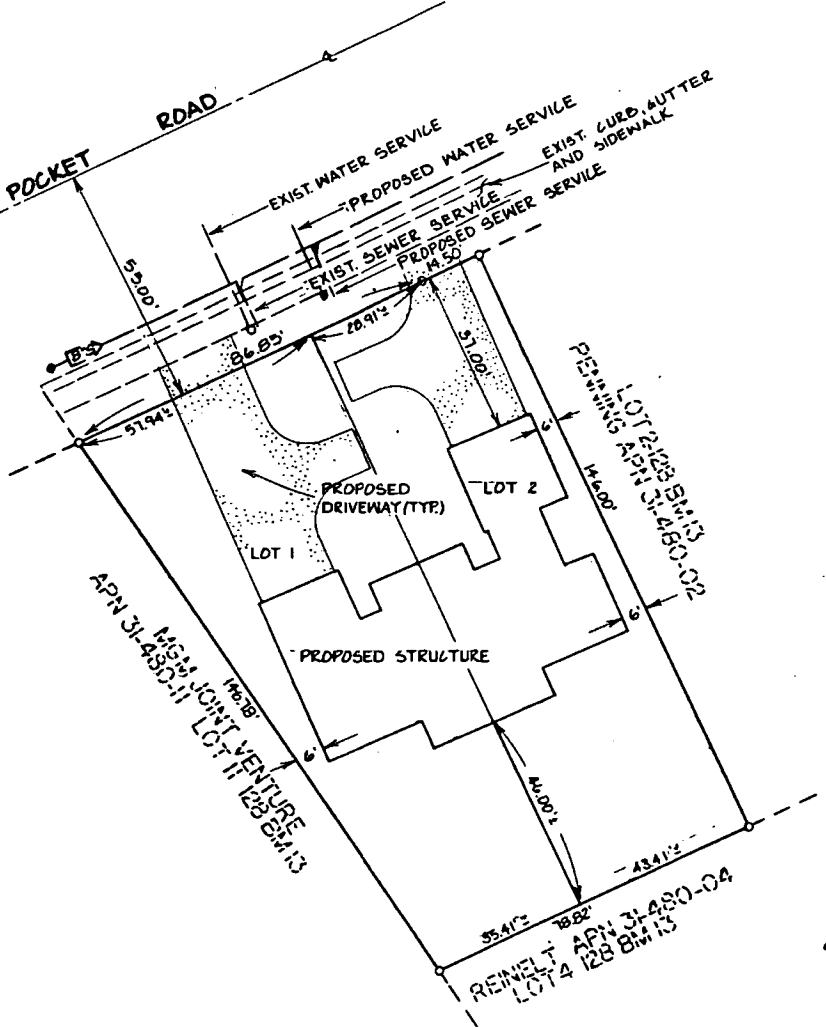 POCKET ROAD
EXIST. WATER SERVICE
PROPOSED WATER SERVICE
EXIST. CURB, GUTTER
AND SIDEWALK
EXIST. SEWER SERVICE
PROPOSED SEWER SERVICE
53.00'
14.50
8"S
86.85'
28.91'±
57.94'±
37.00'
6'
LOT 2 128 BM 13
PENNING APN 31-480-02
146.00'
PROPOSED
DRIVEWAY (TYP.)
LOT 2
LOT 1
6'
PROPOSED STRUCTURE
APN 31-480-11 LOT 11 128 BM 13
MGM JOINT VENTURE
146.78'
6'
46.00'±
43.41'±
35.41'±
78.82'
REINELT APN 31-480-04
LOT 4 128 BM 13